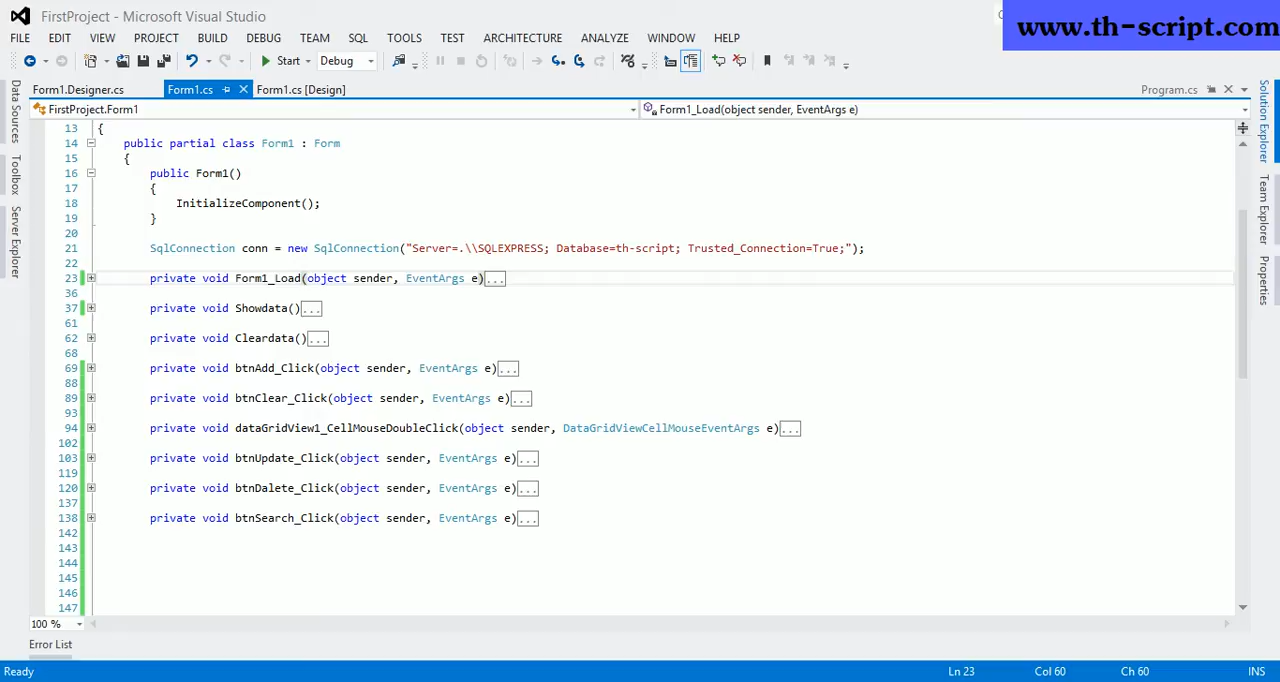 FirstProject - Microsoft Visual Studio
www.th-script.com
FILE EDIT VIEW PROJECT BUILD DEBUG TEAM SQL TOOLS TEST ARCHITECTURE ANALYZE WINDOW HELP
Start Debug
Form1.Designer.cs Form1.cs Form1.cs [Design] Program.cs
FirstProject.Form1 Form1_Load(object sender, EventArgs e)
Data Sources
Toolbox
Server Explorer
13 {
14 public partial class Form1 : Form
15 {
16 public Form1()
17 {
18 InitializeComponent();
19 }
20
21 SqlConnection conn = new SqlConnection("Server=.\\SQLEXPRESS; Database=th-script; Trusted_Connection=True;");
22
23 private void Form1_Load(object sender, EventArgs e)...
36
37 private void Showdata()...
61
62 private void Cleardata()...
68
69 private void btnAdd_Click(object sender, EventArgs e)...
88
89 private void btnClear_Click(object sender, EventArgs e)...
93
94 private void dataGridView1_CellMouseDoubleClick(object sender, DataGridViewCellMouseEventArgs e)...
102
103 private void btnUpdate_Click(object sender, EventArgs e)...
119
120 private void btnDalete_Click(object sender, EventArgs e)...
137
138 private void btnSearch_Click(object sender, EventArgs e)...
142
143
144
145
146
147
Solution Explorer
Team Explorer
Properties
100 %
Error List
Ready Ln 23 Col 60 Ch 60 INS